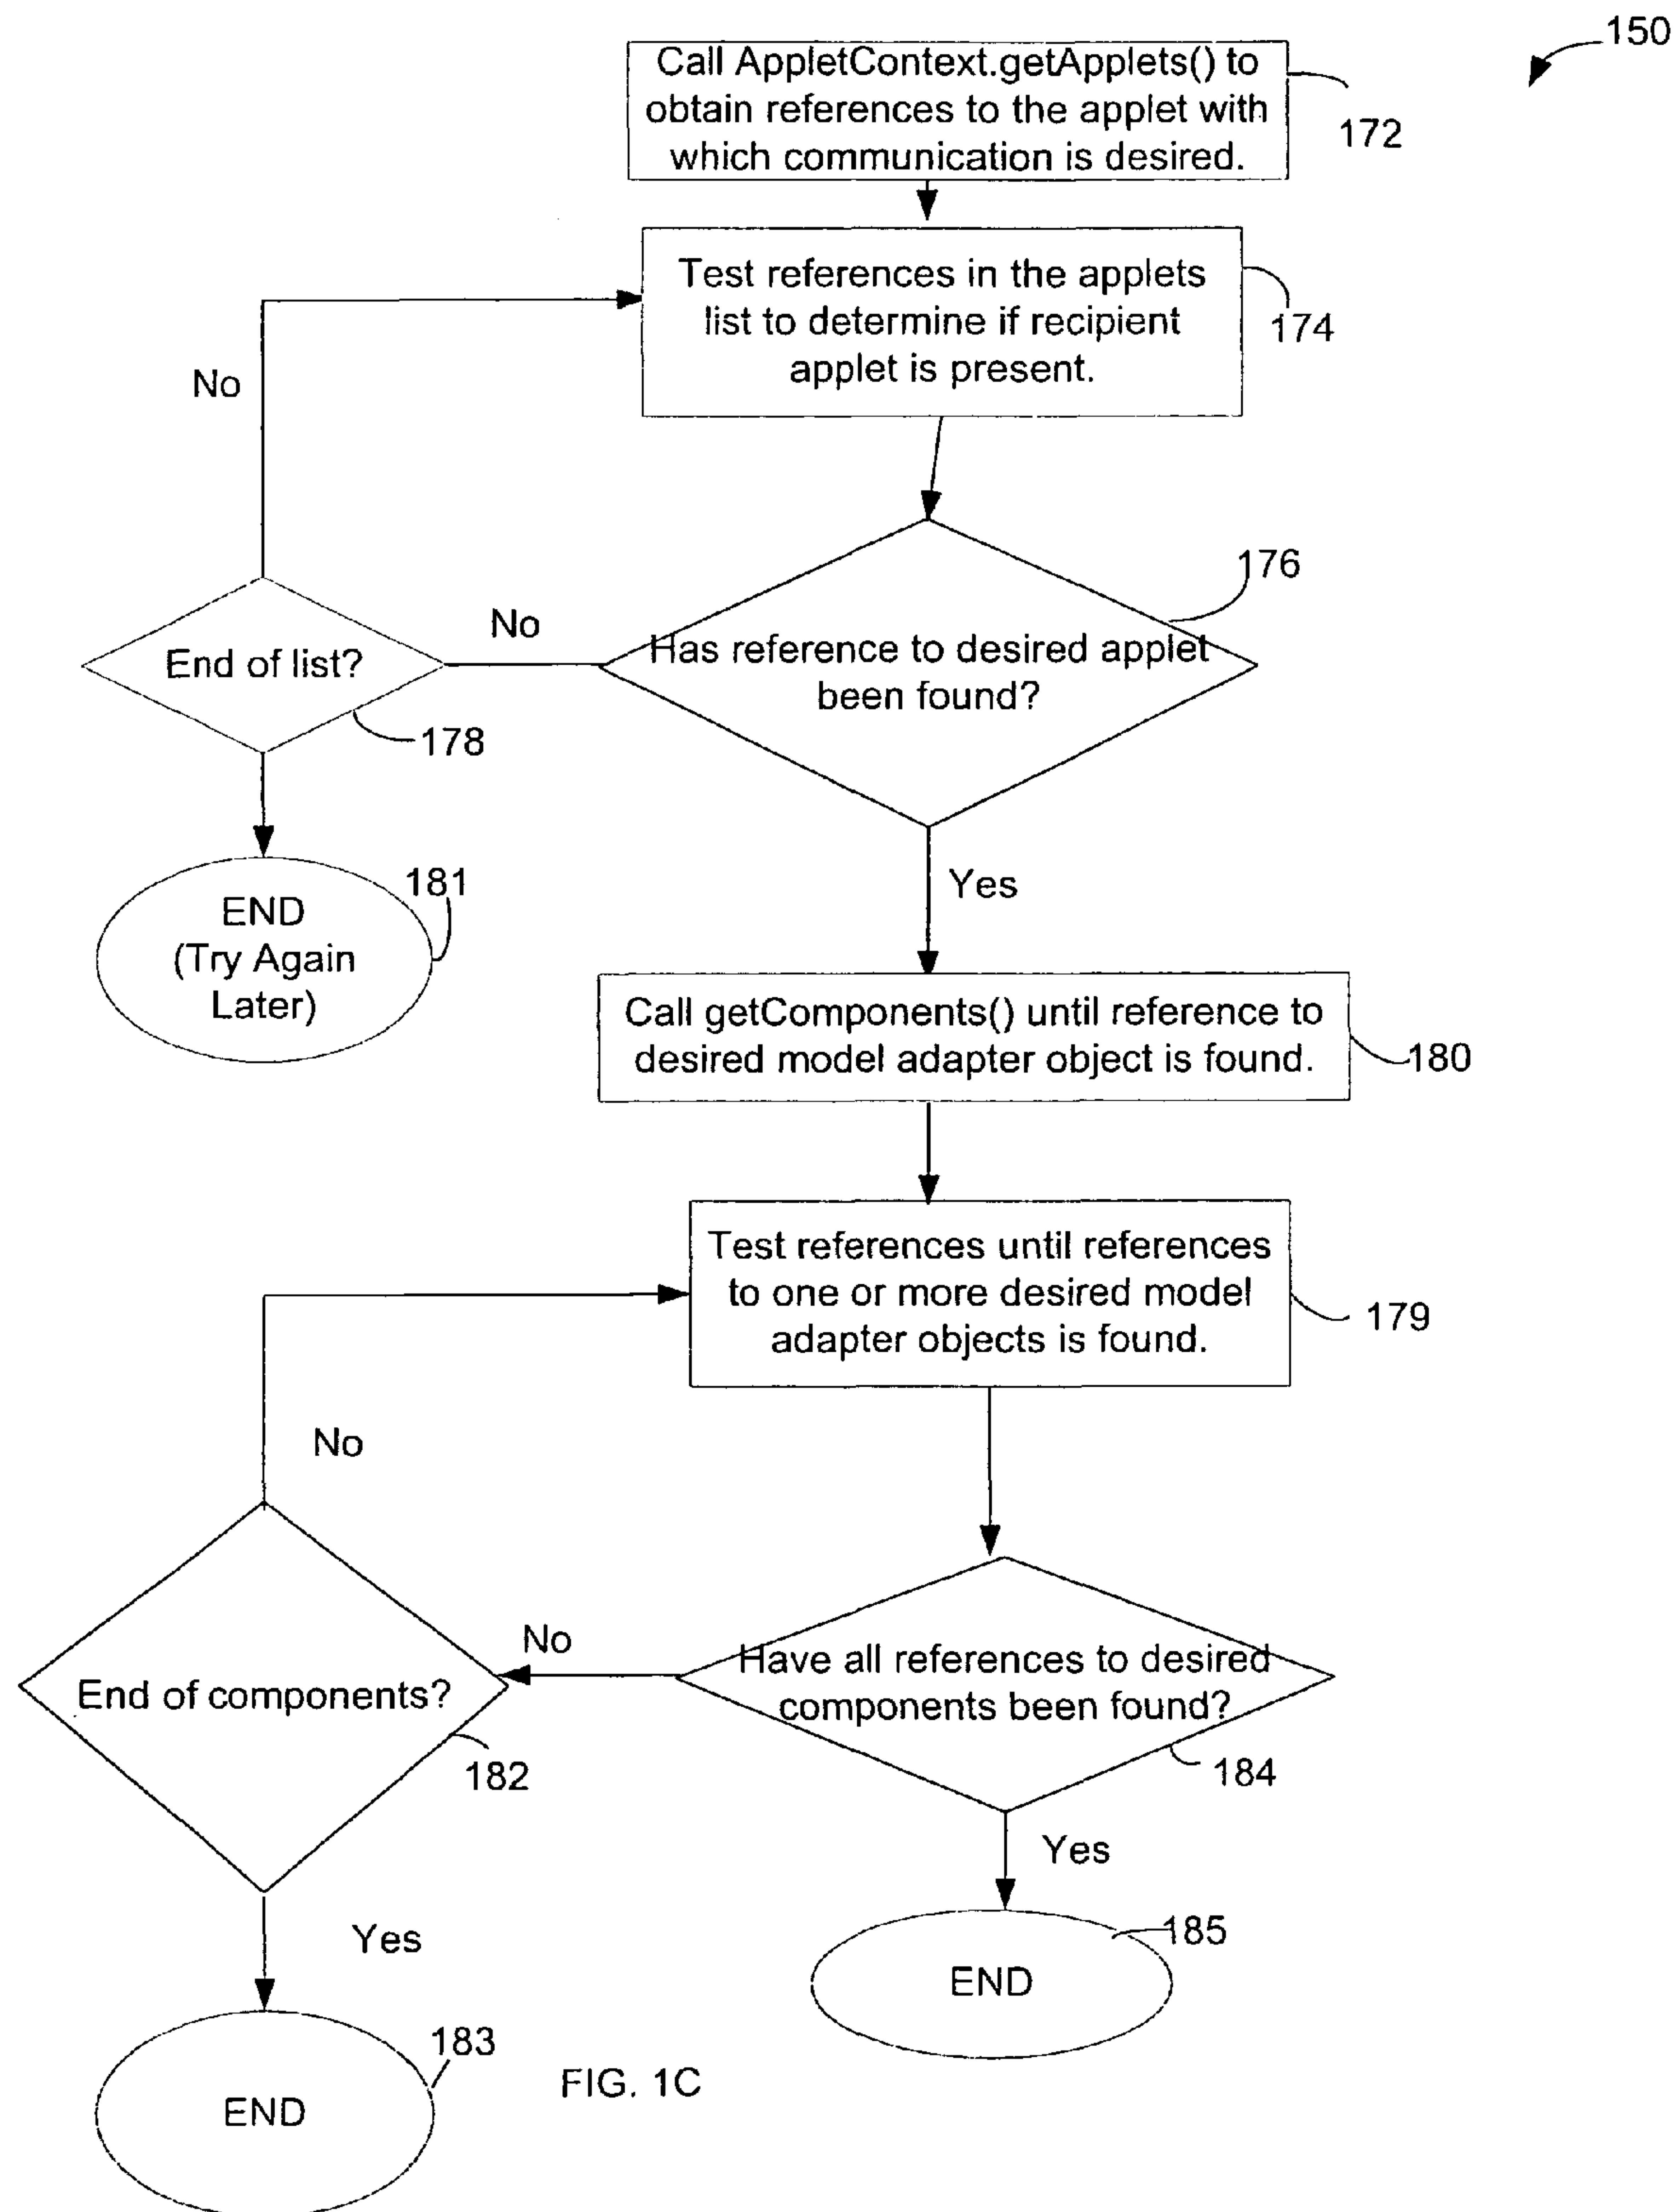 150
Call AppletContext.getApplets() to
obtain references to the applet with
which communication is desired.
172
Test references in the applets
list to determine if recipient
applet is present.
174
No
176
Has reference to desired applet
been found?
No
End of list?
178
181
END
(Try Again
Later)
Yes
Call getComponents() until reference to
desired model adapter object is found.
180
Test references until references
to one or more desired model
adapter objects is found.
179
No
No
Have all references to desired
components been found?
184
End of components?
182
Yes
Yes
185
END
183
END
FIG. 1C